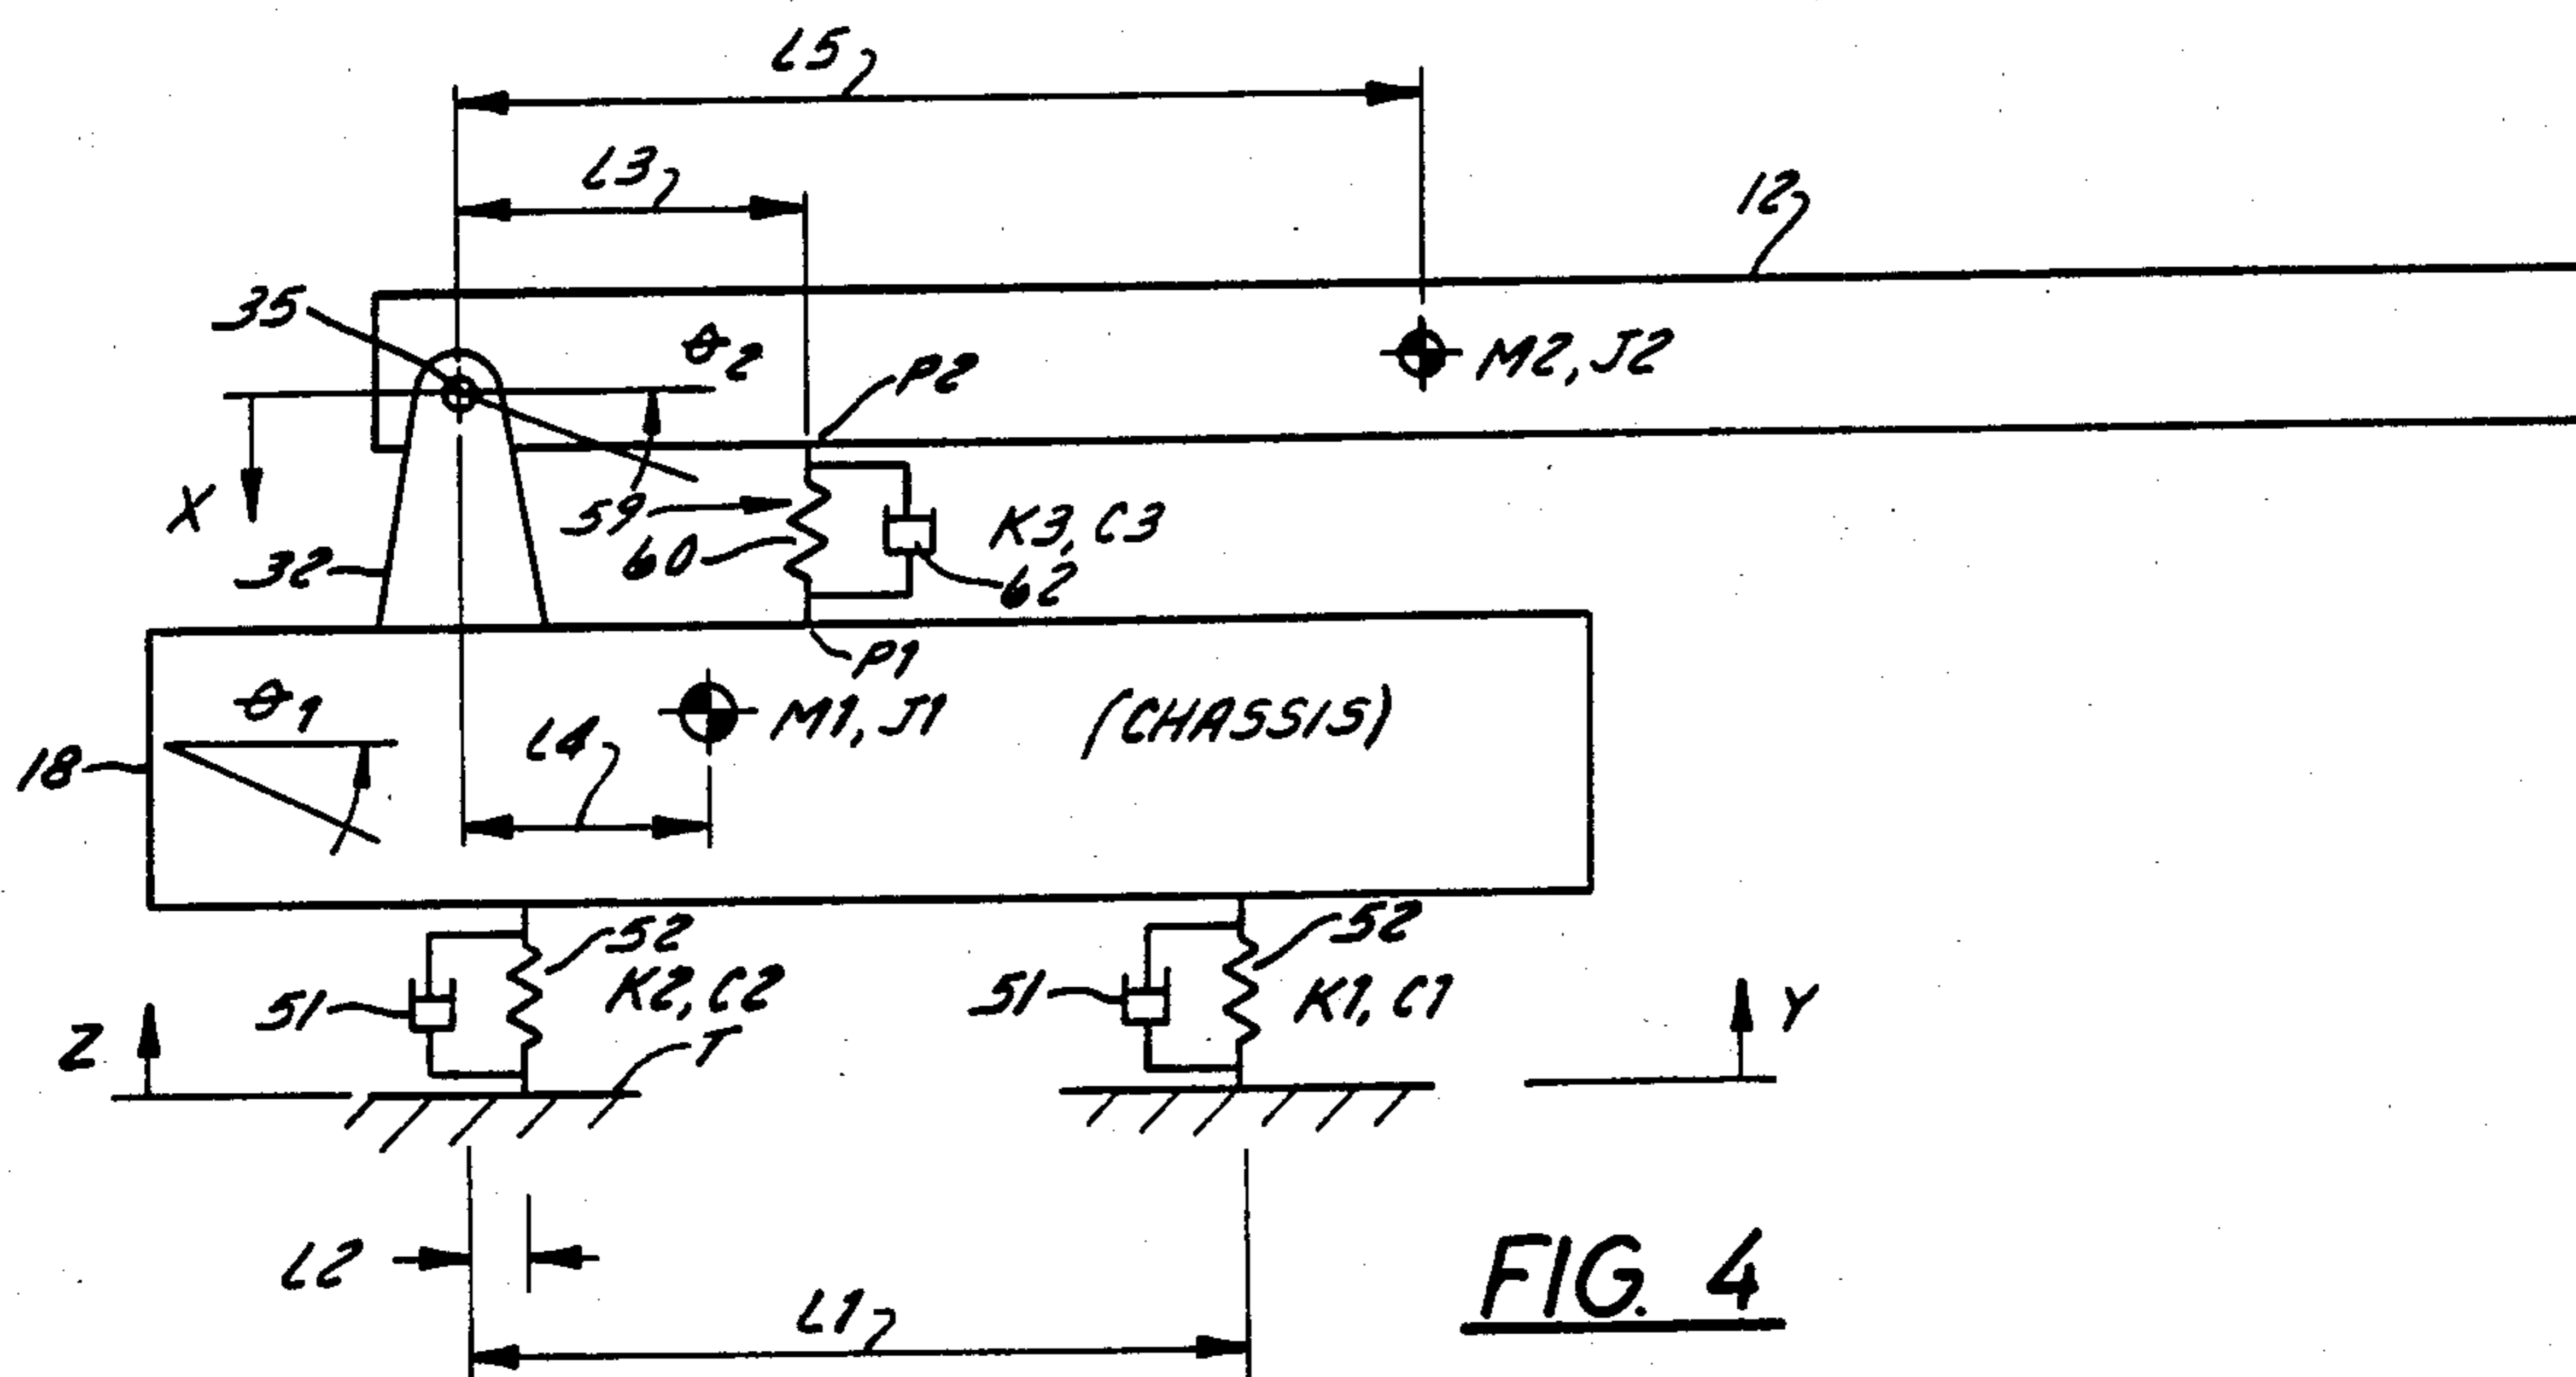 L5
L3
12
35
θ2
P2
M2, J2
X
59
60
K3, C3
62
32
P1
θ1
M1, J1
(CHASSIS)
L4
18
52
K2, C2
51
Z
T
52
51
K1, C1
Y
L2
L1
FIG. 4